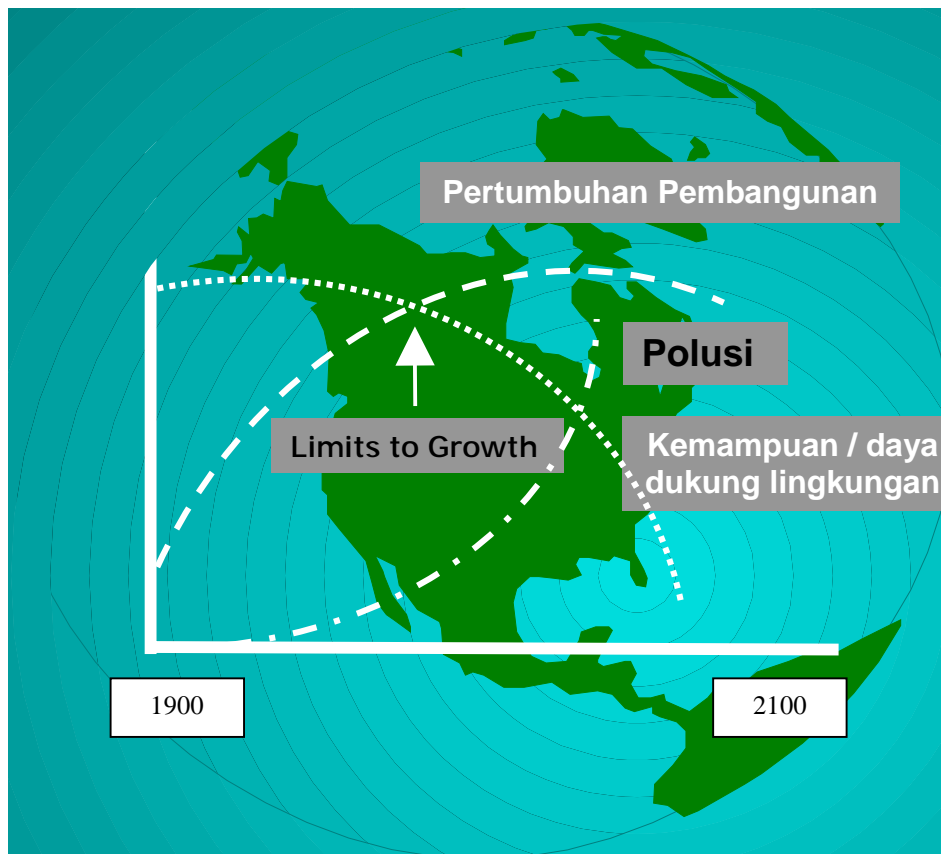 Pertumbuhan Pembangunan
Polusi
Limits to Growth
Kemampuan / daya
dukung lingkungan
1900
2100